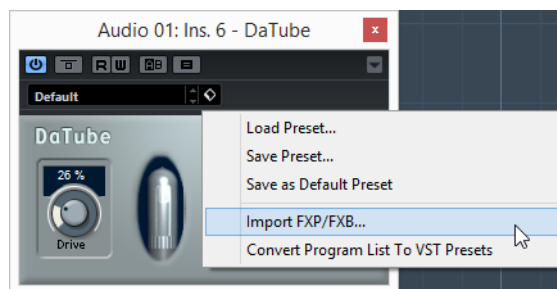 Audio 01: Ins. 6 - DaTube
x
R W AB
Default
Load Preset...
DaTube
Save Preset...
26 %
Save as Default Preset
Import FXP/FXB...
Drive
Convert Program List To VST Presets